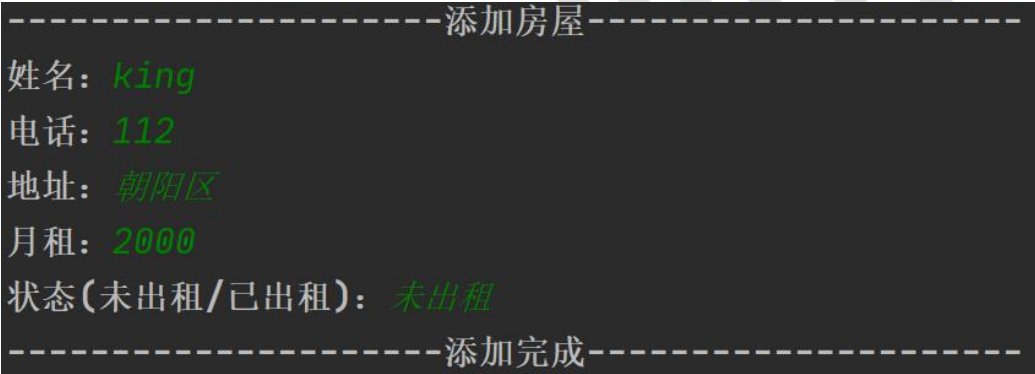 ---------------------添加房屋---------------------
姓名：king
电话：112
地址：朝阳区
月租：2000
状态(未出租/已出租)：未出租
---------------------添加完成---------------------